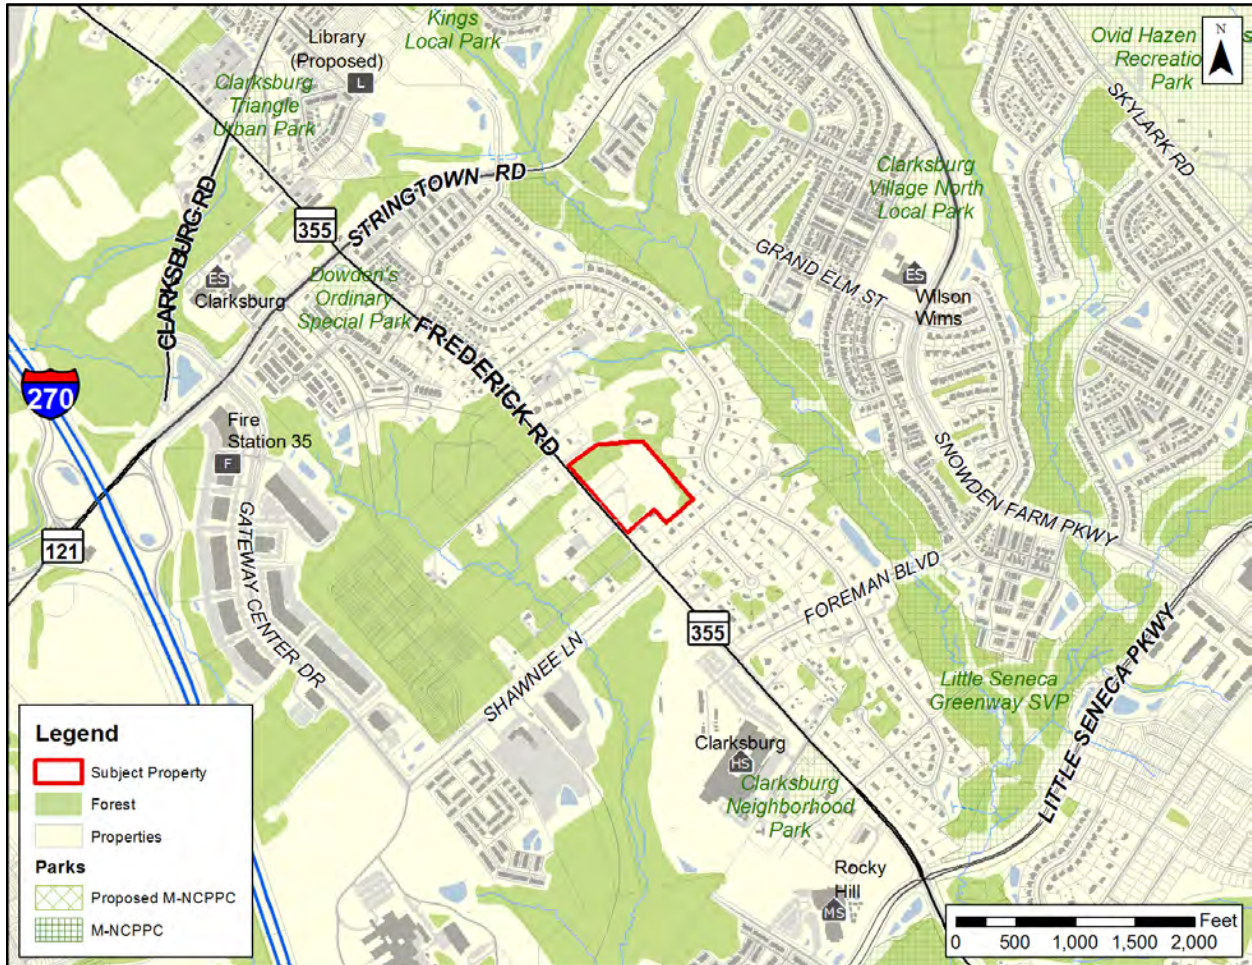 Kings
Local Park
N
Ovid Hazen
Recreatio
Park
Library
(Proposed)
L
Clarksburg
Triangle
Urban Park
SKYLARK RD
STRINGTOWN RD
Clarksburg
Village North
Local Park
CLARKSBURG RD
355
GRAND ELM ST
ES
Clarksburg
Dowden's
Ordinary
Special Park
ES
Wilson
Wims
FREDERICK RD
270
Fire
Station 35
F
SNOWDEN FARM PKWY
121
GATEWAY CENTER DR
FOREMAN BLVD
355
SHAWNEE LN
LITTLE SENECA PKWY
Little Seneca
Greenway SVP
Clarksburg
HS
Clarksburg
Neighborhood
Park
Rocky
Hill
MS
Legend
Subject Property
Forest
Properties
Parks
Proposed M-NCPPC
M-NCPPC
Feet
0 500 1,000 1,500 2,000